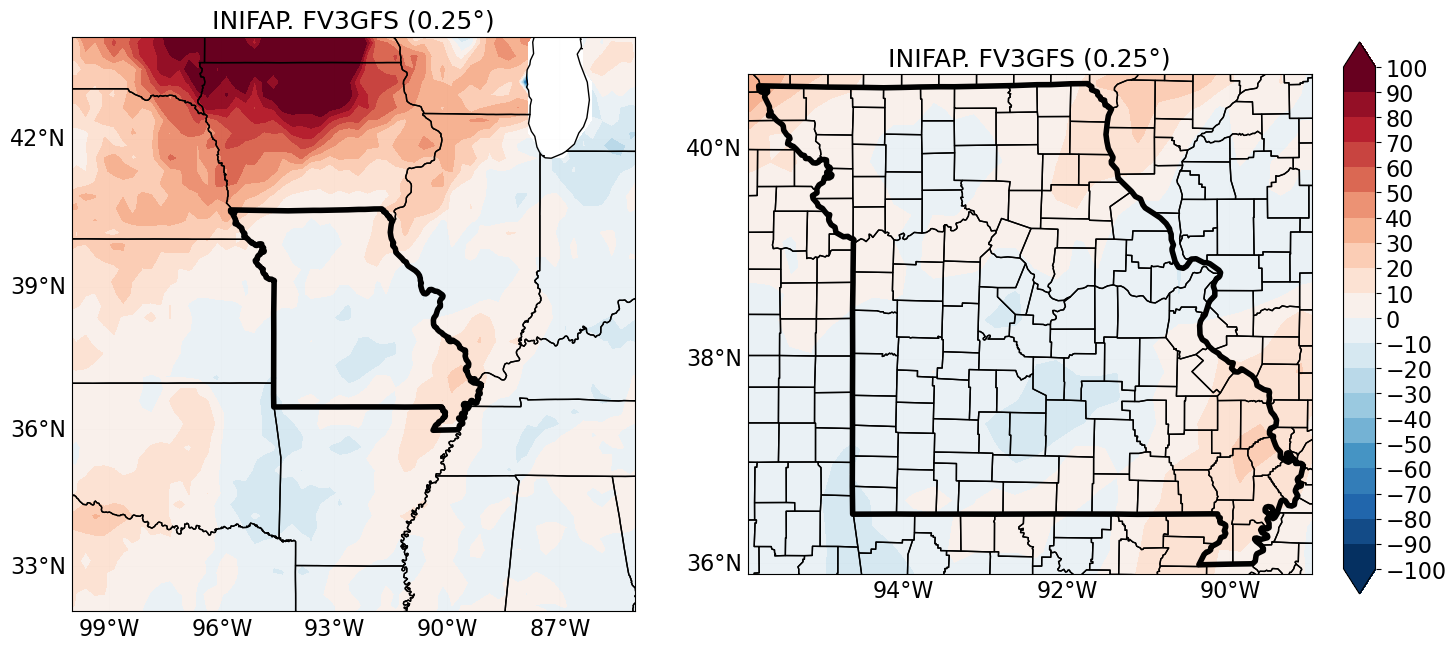 INIFAP. FV3GFS (0.25°)
42°N
39°N
36°N
33°N
99°W 96°W 93°W 90°W 87°W
INIFAP. FV3GFS (0.25°)
40°N
38°N
36°N
94°W 92°W 90°W
100
90
80
70
60
50
40
30
20
10
0
−10
−20
−30
−40
−50
−60
−70
−80
−90
−100